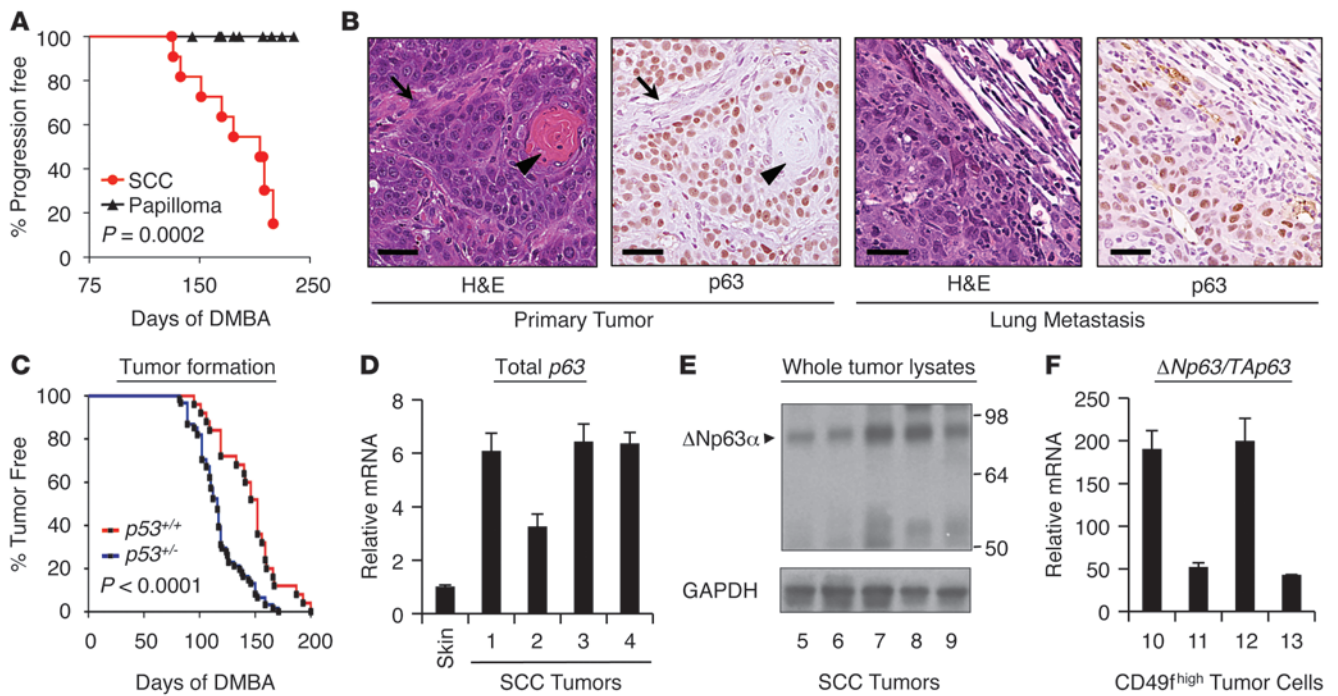 A
100
80
60
40
20
0
% Progression free
SCC
Papilloma
P = 0.0002
75 150 250
Days of DMBA
B
H&E p63 H&E p63
Primary Tumor Lung Metastasis
C
Tumor formation
100
80
60
40
20
0
% Tumor Free
p53+/+
p53+/-
P < 0.0001
0 50 100 150 200
Days of DMBA
D
Total p63
8
6
4
2
0
Relative mRNA
Skin 1 2 3 4
SCC Tumors
E
Whole tumor lysates
98
ΔNp63α
64
50
GAPDH
5 6 7 8 9
SCC Tumors
F
ΔNp63/TAp63
250
200
150
100
50
0
Relative mRNA
10 11 12 13
CD49fhigh Tumor Cells